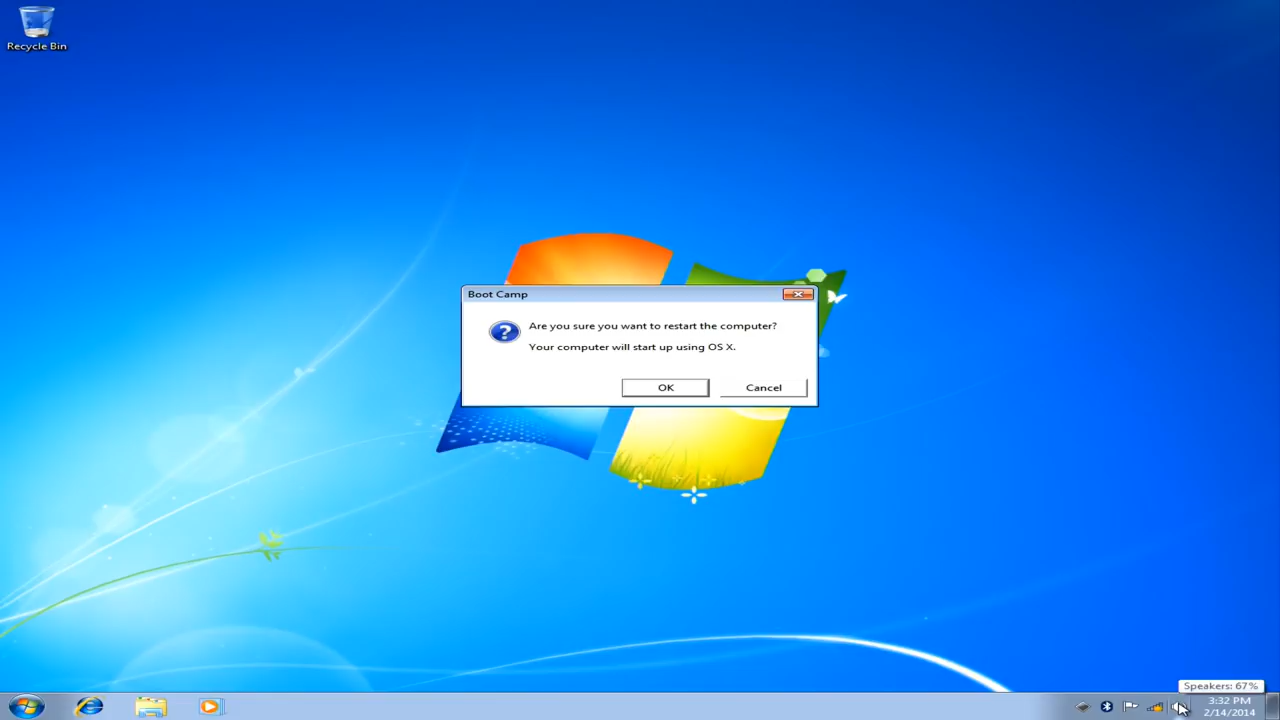 Recycle Bin
Boot Camp
Are you sure you want to restart the computer?
Your computer will start up using OS X.
OK
Cancel
Speakers: 67%
3:32 PM
2/14/2014